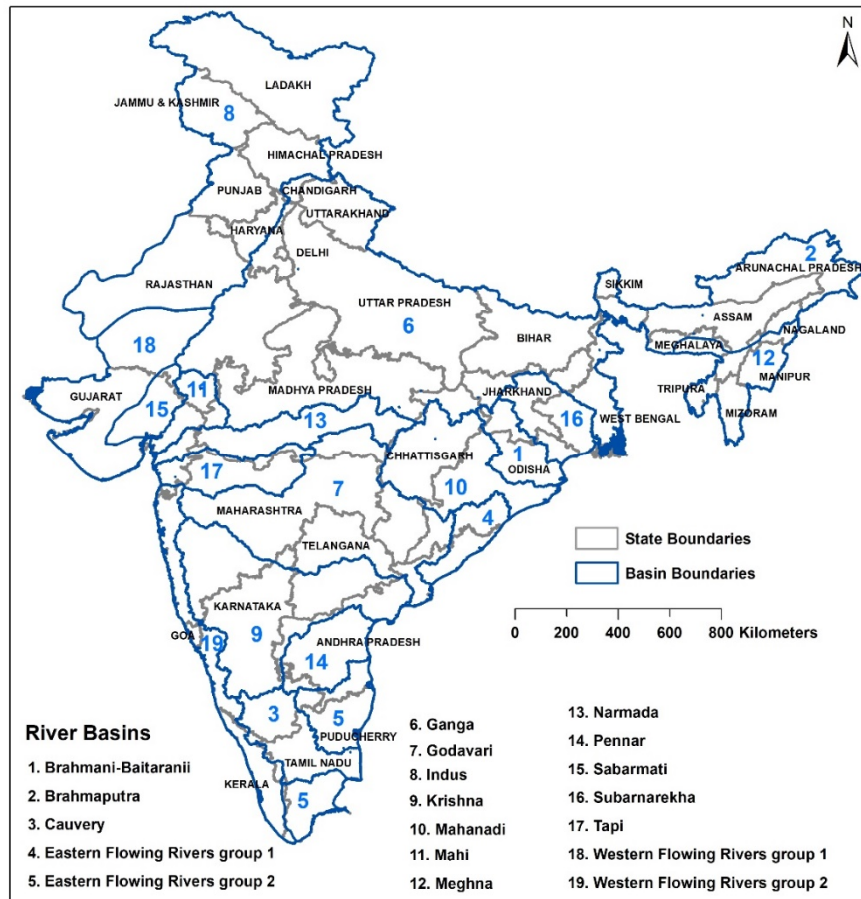 N
LADAKH
JAMMU & KASHMIR
8
HIMACHAL PRADESH
PUNJAB
CHANDIGARH
UTTARAKHAND
HARYANA
DELHI
2
ARUNACHAL PRADESH
RAJASTHAN
SIKKIM
UTTAR PRADESH
ASSAM
6
NAGALAND
18
BIHAR
MEGHALAYA
12
MANIPUR
GUJARAT
11
MADHYA PRADESH
JHARKHAND
TRIPURA
15
13
16
WEST BENGAL
MIZORAM
CHHATTISGARH
1
ODISHA
17
7
10
MAHARASHTRA
4
State Boundaries
TELANGANA
Basin Boundaries
KARNATAKA
0 200 400 600 800 Kilometers
GOA
19
9
ANDHRA PRADESH
14
3
5
PUDUCHERRY
TAMIL NADU
KERALA
5
River Basins
1. Brahmani-Baitaranii
2. Brahmaputra
3. Cauvery
4. Eastern Flowing Rivers group 1
5. Eastern Flowing Rivers group 2
6. Ganga
7. Godavari
8. Indus
9. Krishna
10. Mahanadi
11. Mahi
12. Meghna
13. Narmada
14. Pennar
15. Sabarmati
16. Subarnarekha
17. Tapi
18. Western Flowing Rivers group 1
19. Western Flowing Rivers group 2